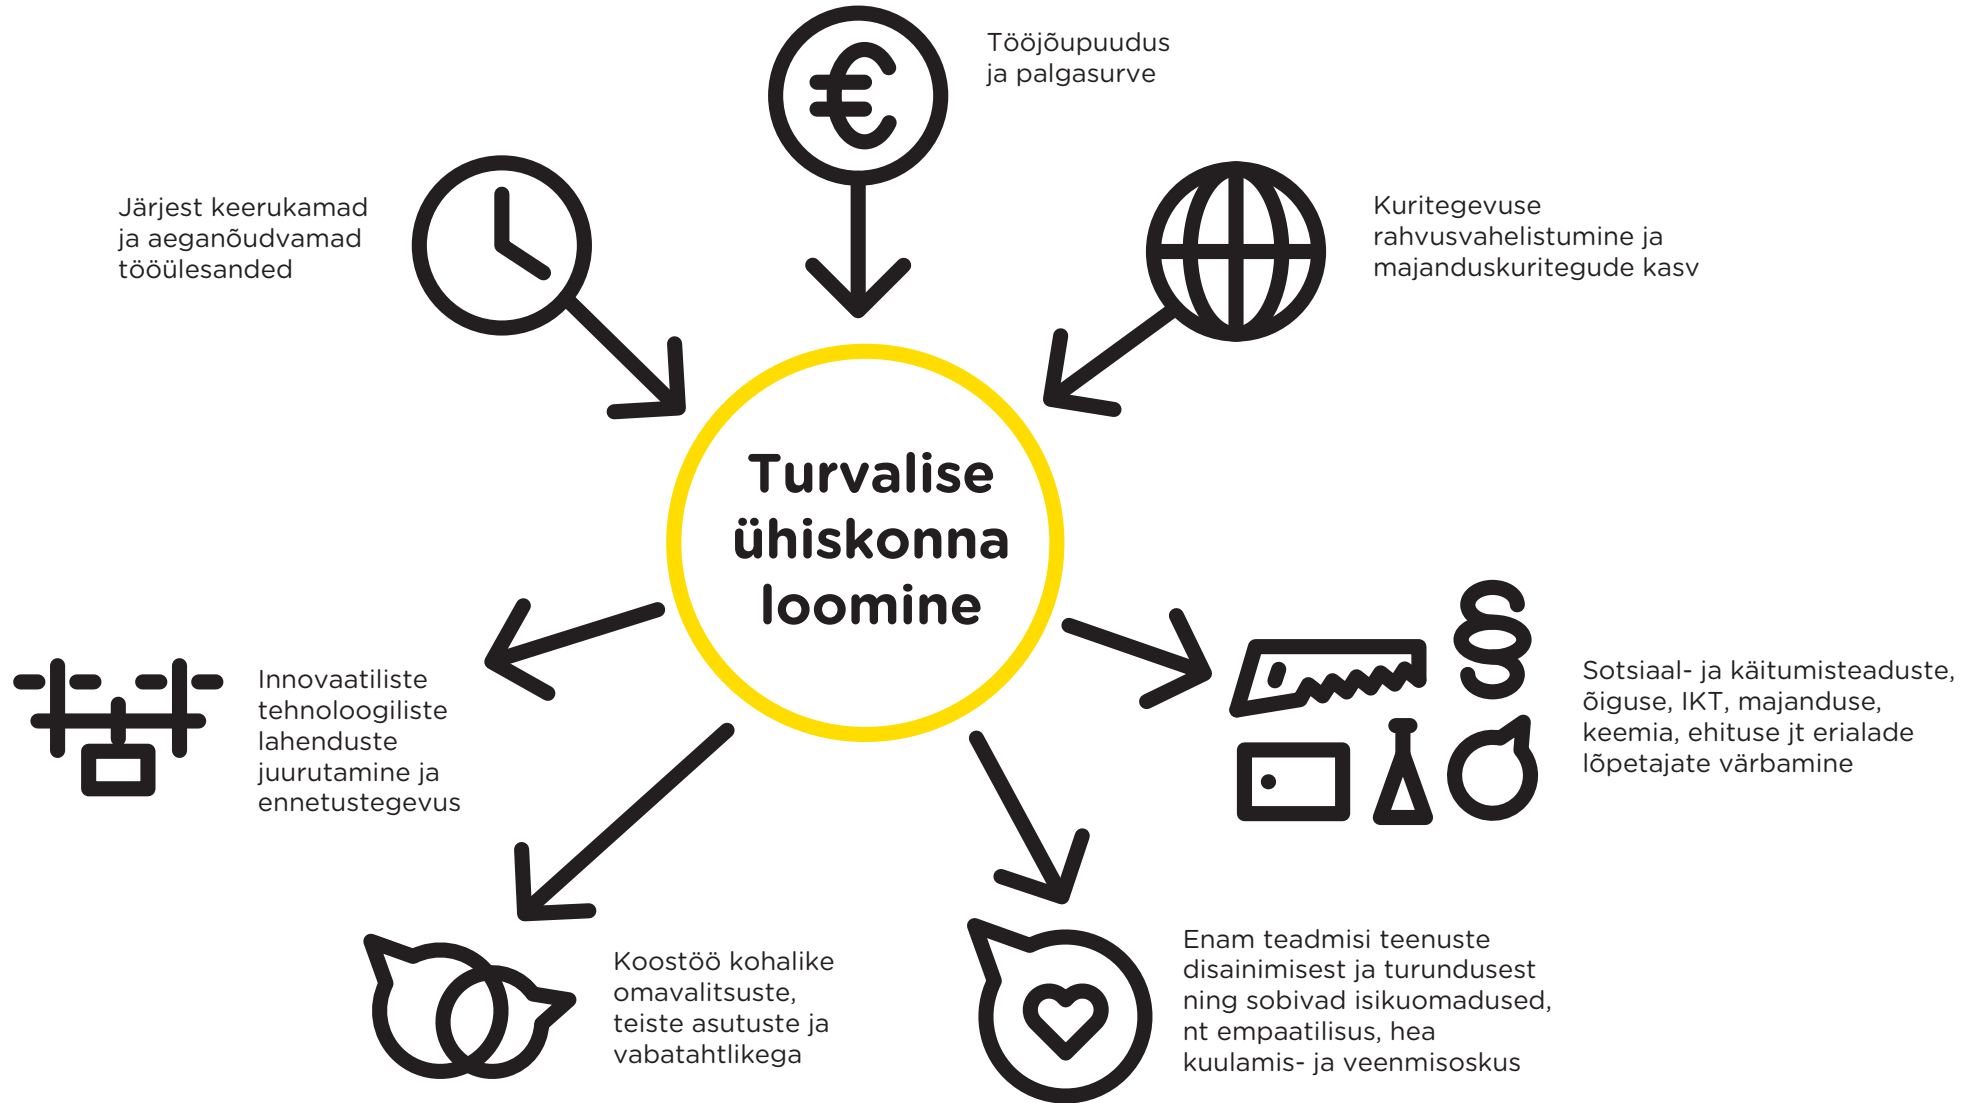 Tööjõupuudus
ja palgasurve
Järjest keerukamad
ja aeganõudvamad
tööülesanded
Kuritegevuse
rahvusvahelistumine ja
majanduskuritegude kasv
Turvalise
ühiskonna
loomine
Innovaatiliste
tehnoloogiliste
lahenduste
juurutamine ja
ennetustegevus
Sotsiaal- ja käitumisteaduste,
õiguse, IKT, majanduse,
keemia, ehituse jt erialade
lõpetajate värbamine
Koostöö kohalike
omavalitsuste,
teiste asutuste ja
vabatahtlikega
Enam teadmisi teenuste
disainimisest ja turundusest
ning sobivad isikuomadused,
nt empaatilisus, hea
kuulamis- ja veenmisoskus